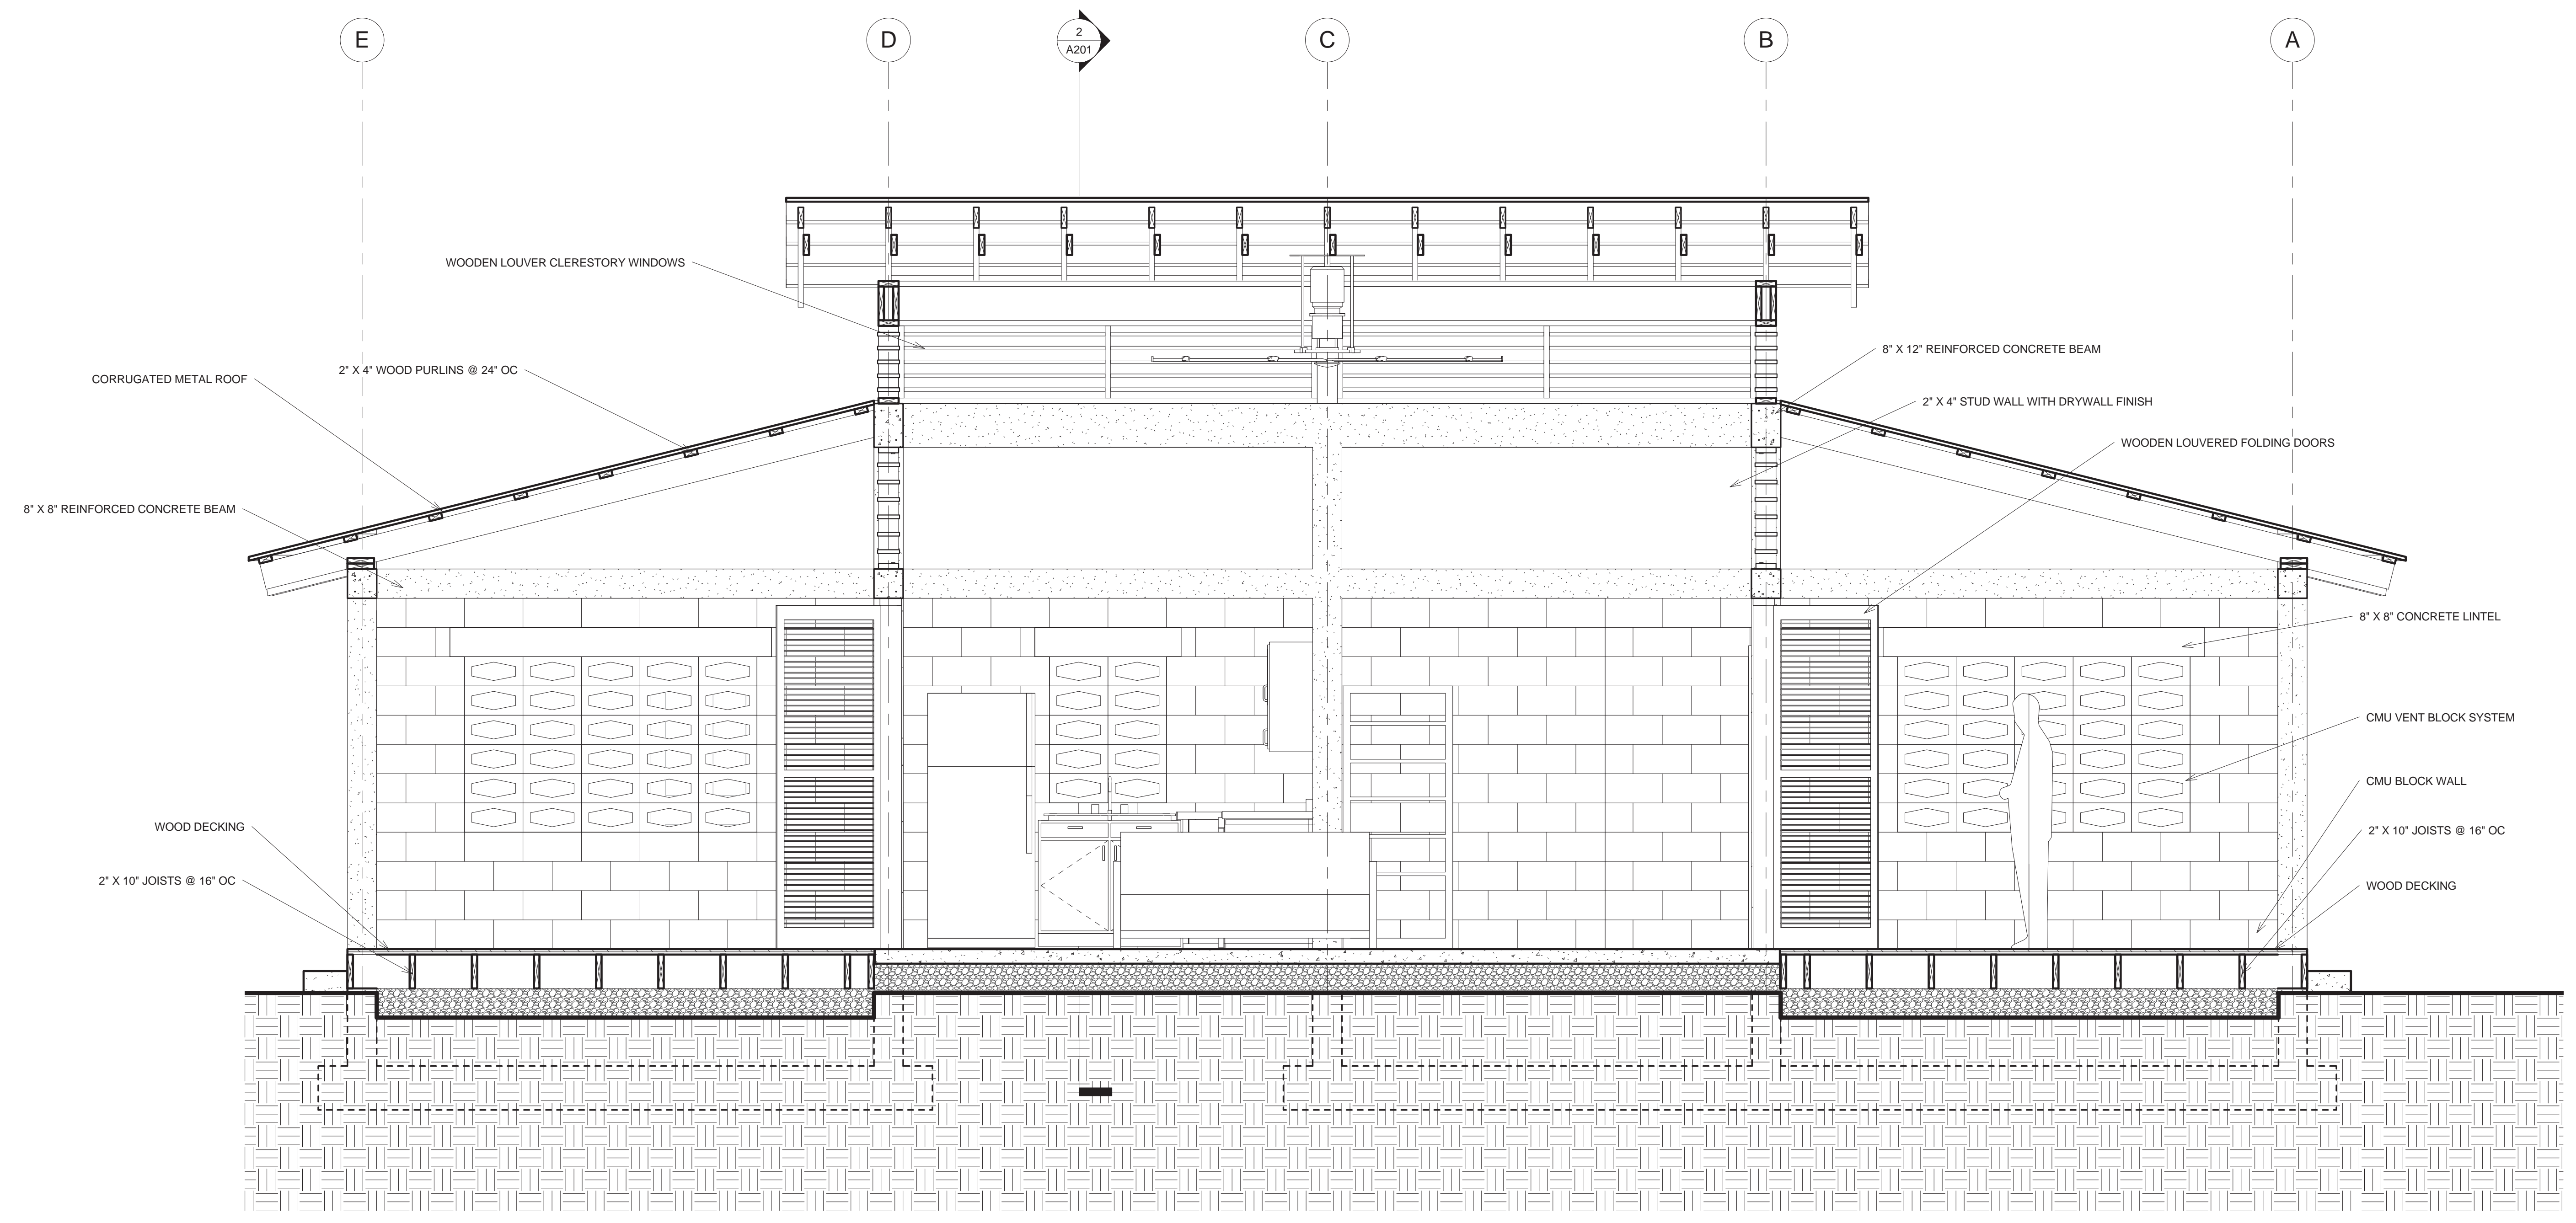 E
D
2
A201
C
B
A
WOODEN LOUVER CLERESTORY WINDOWS
8" X 12" REINFORCED CONCRETE BEAM
2" X 4" WOOD PURLINS @ 24" OC
CORRUGATED METAL ROOF
2" X 4" STUD WALL WITH DRYWALL FINISH
WOODEN LOUVERED FOLDING DOORS
8" X 8" REINFORCED CONCRETE BEAM
8" X 8" CONCRETE LINTEL
CMU VENT BLOCK SYSTEM
CMU BLOCK WALL
WOOD DECKING
2" X 10" JOISTS @ 16" OC
2" X 10" JOISTS @ 16" OC
WOOD DECKING